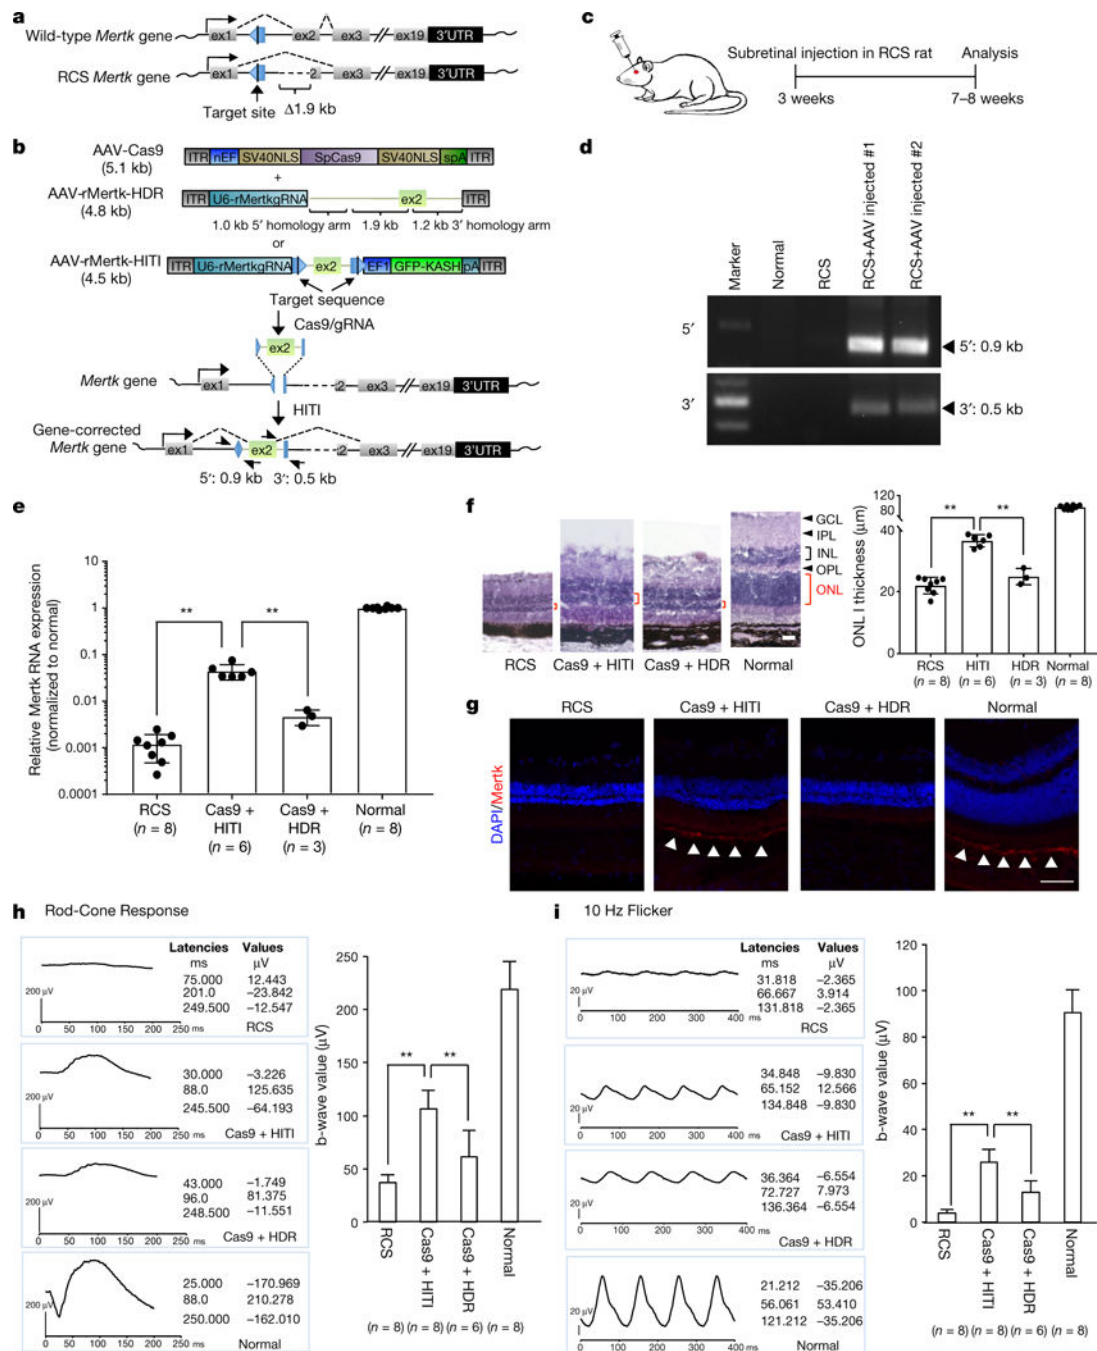 a
Wild-type Mertk gene
ex1
ex2
ex3
ex19
3'UTR
RCS Mertk gene
ex1
2
ex3
ex19
3'UTR
Target site
Δ1.9 kb
b
AAV-Cas9
(5.1 kb)
ITR
nEF
SV40NLS
SpCas9
SV40NLS
spA
ITR
+
AAV-rMertk-HDR
(4.8 kb)
ITR
U6-rMertkgRNA
ex2
ITR
1.0 kb 5′ homology arm
1.9
1.2 kb 3′ homology arm
or
AAV-rMertk-HITI
(4.5 kb)
ITR
U6-rMertkgRNA
ex2
EF1
GFP-KASH
pA
ITR
Target sequence
Cas9/gRNA
ex2
Mertk gene
ex1
2
ex3
ex19
3'UTR
HITI
Gene-corrected
Mertk gene
ex1
ex2
2
ex3
ex19
3'UTR
5′: 0.9 kb
3′: 0.5 kb
c
Subretinal injection in RCS rat
Analysis
3 weeks
7–8 weeks
d
Marker
Normal
RCS
RCS+AAV injected #1
RCS+AAV injected #2
5′
5′: 0.9 kb
3′
3′: 0.5 kb
e
Relative Mertk RNA expression
(normalized to normal)
10
1
0.1
0.01
0.001
0.0001
**
**
RCS
(n = 8)
Cas9 +
HITI
(n = 6)
Cas9 +
HDR
(n = 3)
Normal
(n = 8)
f
GCL
IPL
INL
OPL
ONL
RCS
Cas9 + HITI
Cas9 + HDR
Normal
ONL l thickness (µm)
120
80
40
20
0
**
**
RCS
(n = 8)
HITI
(n = 6)
HDR
(n = 3)
Normal
(n = 8)
g
RCS
Cas9 + HITI
Cas9 + HDR
Normal
DAPI/Mertk
h
Rod-Cone Response
Latencies Values
ms µV
75.000 12.443
201.0 −23.842
249.500 −12.547
RCS
200 µV
0 50 100 150 200 250 ms
30.000 −3.226
88.0 125.635
245.500 −64.193
Cas9 + HITI
200 µV
0 50 100 150 200 250 ms
43.000 −1.749
96.0 81.375
248.500 −11.551
Cas9 + HDR
200 µV
0 50 100 150 200 250 ms
25.000 −170.969
88.0 210.278
250.000 −162.010
Normal
200 µV
0 50 100 150 200 250 ms
b-wave value (µV)
250
200
150
100
50
0
**
**
RCS
Cas9 + HITI
Cas9 + HDR
Normal
(n = 8) (n = 8) (n = 6) (n = 8)
i
10 Hz Flicker
Latencies Values
ms µV
31.818 −2.365
66.667 3.914
131.818 −2.365
RCS
20 µV
0 100 200 300 400 ms
34.848 −9.830
65.152 12.566
134.848 −9.830
Cas9 + HITI
20 µV
0 100 200 300 400 ms
36.364 −6.554
72.727 7.973
136.364 −6.554
Cas9 + HDR
20 µV
0 100 200 300 400 ms
21.212 −35.206
56.061 53.410
121.212 −35.206
Normal
20 µV
0 100 200 300 400 ms
b-wave value (µV)
120
100
80
60
40
20
0
**
**
RCS
Cas9 + HITI
Cas9 + HDR
Normal
(n = 8) (n = 8) (n = 6) (n = 8)